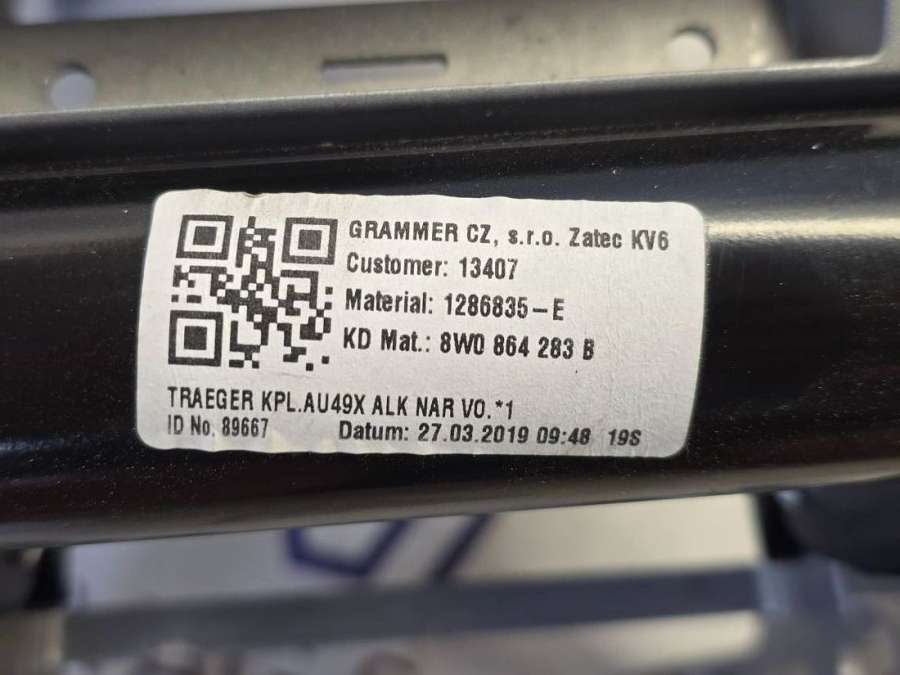 GRAMMER CZ, s.r.o. Zatec KV6
Customer: 13407
Material: 1286835-E
KD Mat.: 8W0 864 283 B
TRAEGER KPL.AU49X ALK NAR VO.*1
ID No. 89667 Datum: 27.03.2019 09:48 19S